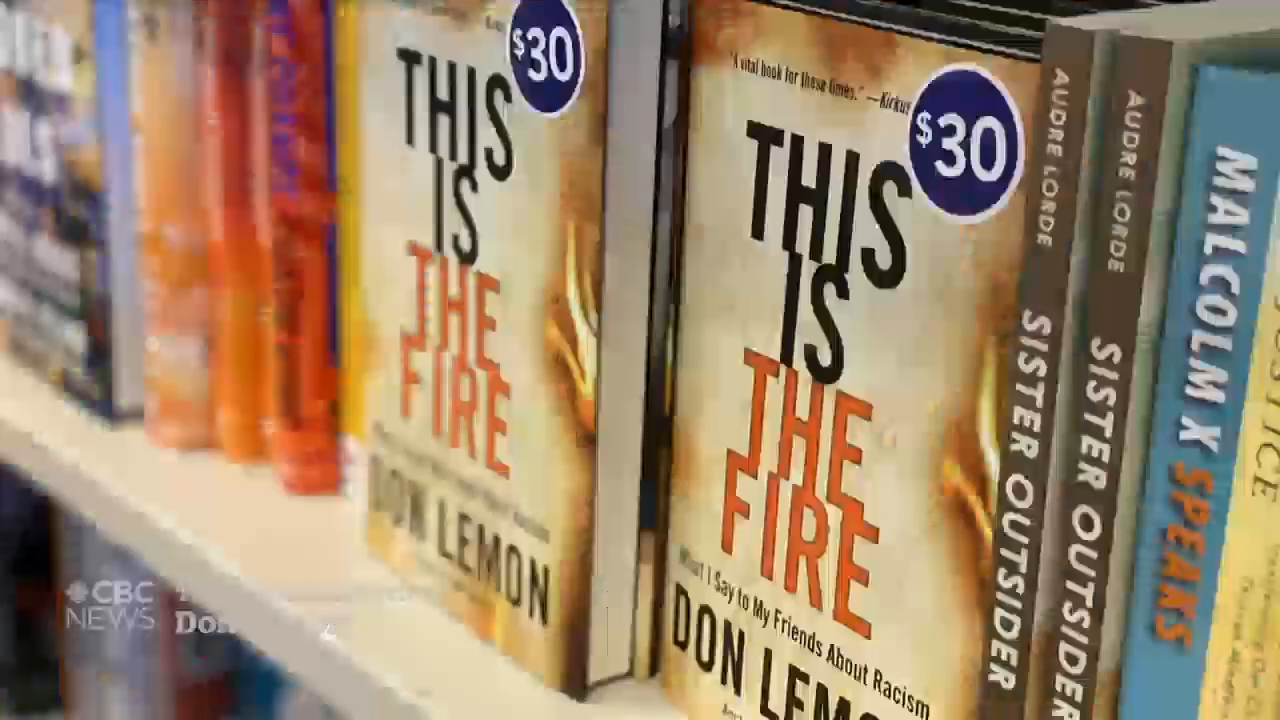 $30
THIS
IS
THE
FIRE
DON LEMON
"A vital book for these times." —Kirkus
$30
THIS
IS
THE
FIRE
What I Say to My Friends About Racism
DON LEMO
AUDRE LORDE SISTER OUTSIDER
AUDRE LORDE SISTER OUTSIDER
MALCOLM X SPEAKS
CBC
NEWS